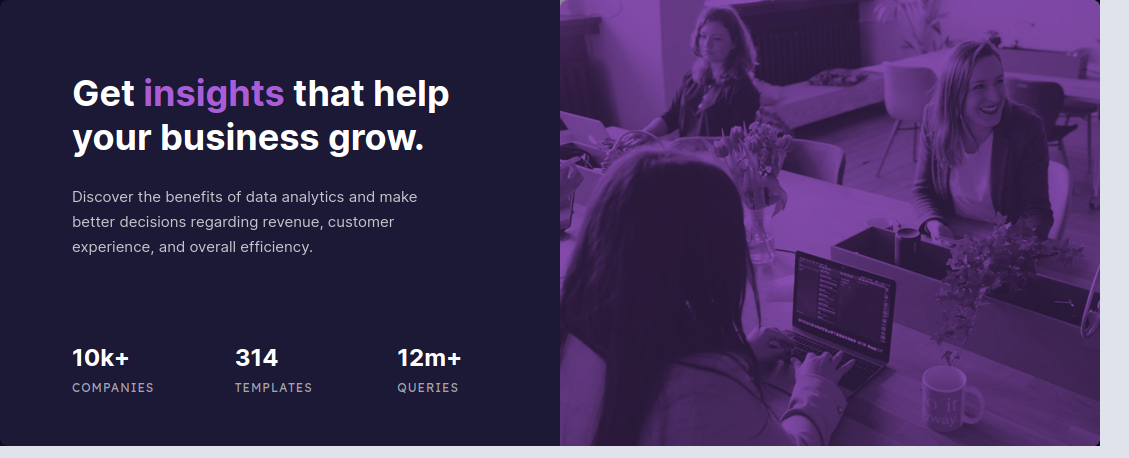 Get insights that help
your business grow.
Discover the benefits of data analytics and make
better decisions regarding revenue, customer
experience, and overall efficiency.
10k+ 314 12m+
COMPANIES TEMPLATES QUERIES
way